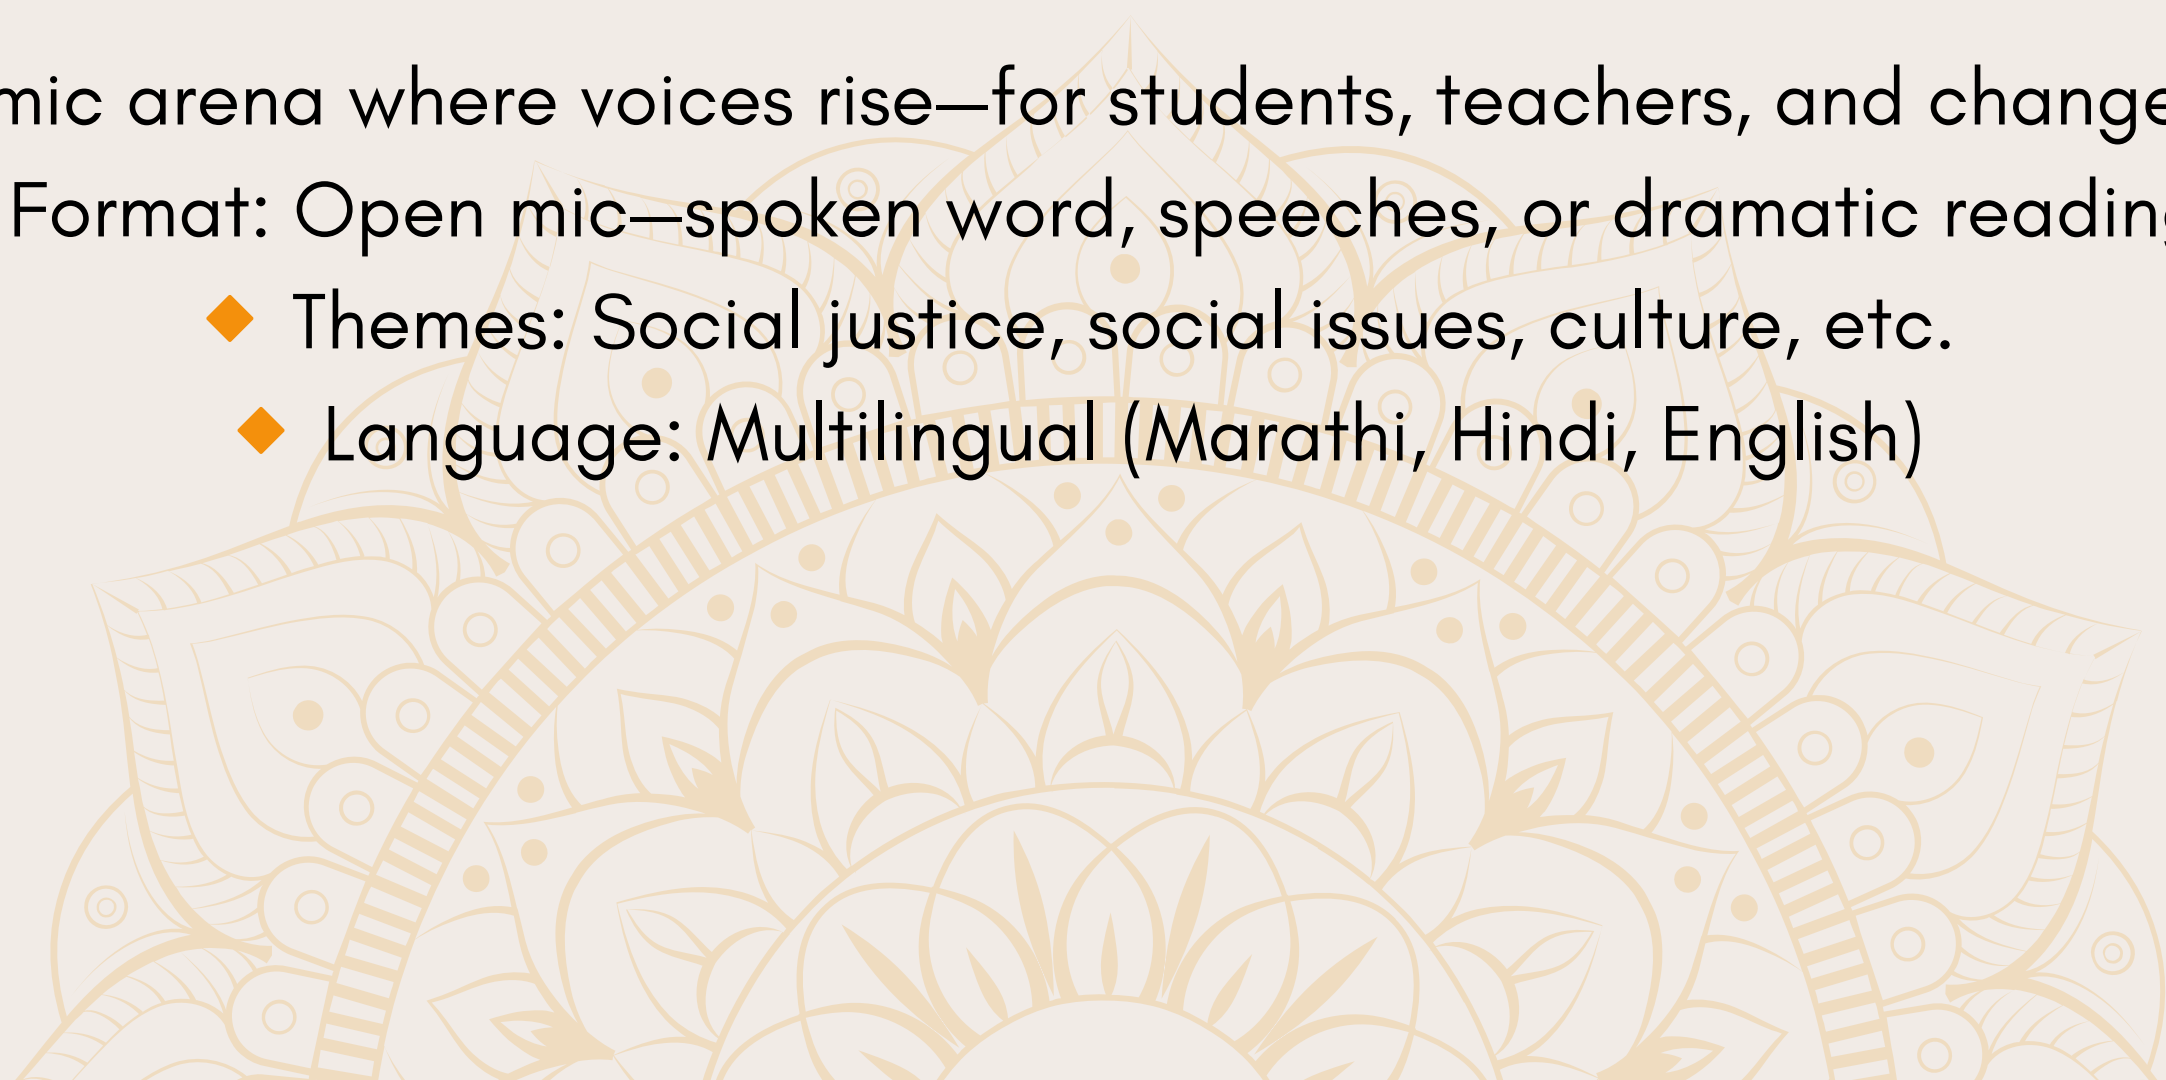 mic arena where voices rise—for students, teachers, and change
Format: Open mic—spoken word, speeches, or dramatic reading
🔸 Themes: Social justice, social issues, culture, etc.
🔸 Language: Multilingual (Marathi, Hindi, English)